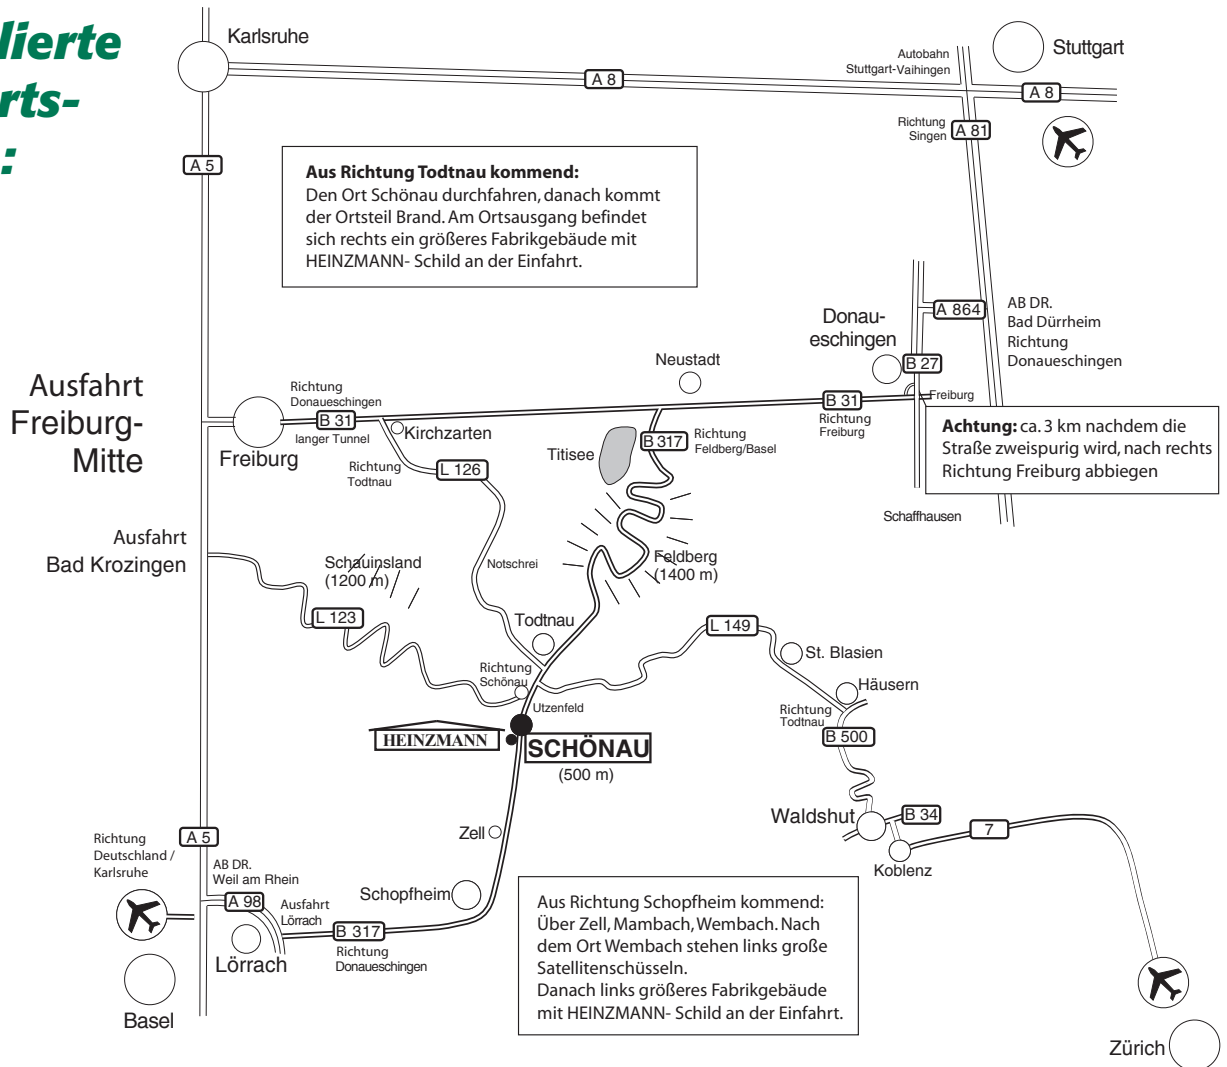 llierte
rts-
:
Karlsruhe
Stuttgart
Autobahn
Stuttgart-Vaihingen
A 8
A 8
Richtung
Singen
A 81
A 5
Aus Richtung Todtnau kommend:
Den Ort Schönau durchfahren, danach kommt
der Ortsteil Brand. Am Ortsausgang befindet
sich rechts ein größeres Fabrikgebäude mit
HEINZMANN- Schild an der Einfahrt.
Donau-
eschingen
A 864
AB DR.
Bad Dürrheim
Richtung
Donaueschingen
B 27
Neustadt
Ausfahrt
Freiburg-
Mitte
Richtung
Donaueschingen
B 31
langer Tunnel
Freiburg
Kirchzarten
Richtung
Todtnau
L 126
Titisee
B 317
Richtung
Feldberg/Basel
B 31
Richtung
Freiburg
Freiburg
Achtung: ca. 3 km nachdem die
Straße zweispurig wird, nach rechts
Richtung Freiburg abbiegen
Schaffhausen
Ausfahrt
Bad Krozingen
Schauinsland
(1200 m)
Notschrei
Feldberg
(1400 m)
L 123
Todtnau
L 149
St. Blasien
Häusern
Richtung
Schönau
Utzenfeld
Richtung
Todtnau
B 500
HEINZMANN
SCHÖNAU
(500 m)
Waldshut
B 34
7
Koblenz
Zell
Schopfheim
Richtung
Deutschland /
Karlsruhe
A 5
AB DR.
Weil am Rhein
A 98
Ausfahrt
Lörrach
B 317
Richtung
Donaueschingen
Lörrach
Basel
Aus Richtung Schopfheim kommend:
Über Zell, Mambach, Wembach. Nach
dem Ort Wembach stehen links große
Satellitenschüsseln.
Danach links größeres Fabrikgebäude
mit HEINZMANN- Schild an der Einfahrt.
Zürich